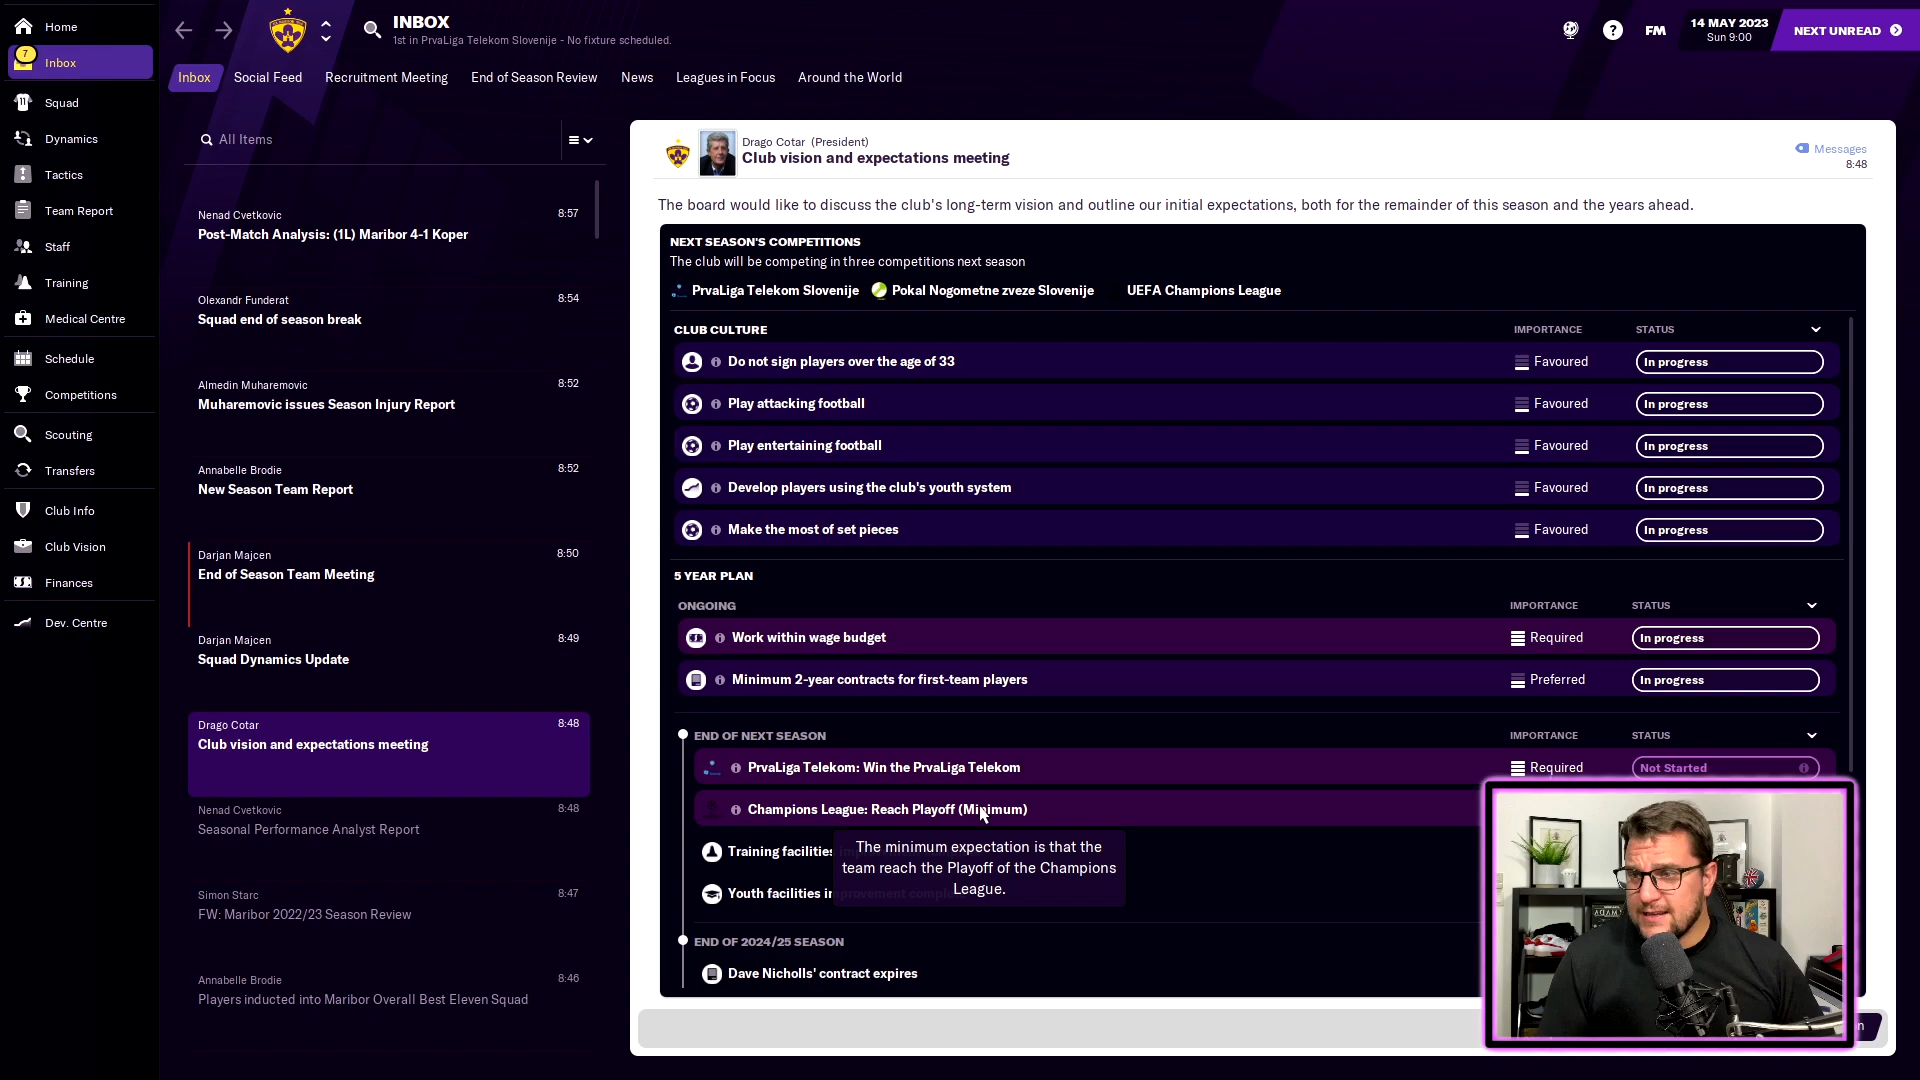 Home
7
Inbox
Squad
Dynamics
Tactics
Team Report
Staff
Training
Medical Centre
Schedule
Competitions
Scouting
Transfers
Club Info
Club Vision
Finances
Dev. Centre
INBOX
1st in PrvaLiga Telekom Slovenije - No fixture scheduled.
FM
14 MAY 2023
Sun 9:00
NEXT UNREAD
Inbox Social Feed Recruitment Meeting End of Season Review News Leagues in Focus Around the World
All Items
Nenad Cvetkovic 8:57
Post-Match Analysis: (1L) Maribor 4-1 Koper
Olexandr Funderat 8:54
Squad end of season break
Almedin Muharemovic 8:52
Muharemovic issues Season Injury Report
Annabelle Brodie 8:52
New Season Team Report
Darjan Majcen 8:50
End of Season Team Meeting
Darjan Majcen 8:49
Squad Dynamics Update
Drago Cotar 8:48
Club vision and expectations meeting
Nenad Cvetkovic 8:48
Seasonal Performance Analyst Report
Simon Starc 8:47
FW: Maribor 2022/23 Season Review
Annabelle Brodie 8:46
Players inducted into Maribor Overall Best Eleven Squad
Drago Cotar (President)
Club vision and expectations meeting
Messages
8:48
The board would like to discuss the club's long-term vision and outline our initial expectations, both for the remainder of this season and the years ahead.
NEXT SEASON'S COMPETITIONS
The club will be competing in three competitions next season
PrvaLiga Telekom Slovenije Pokal Nogometne zveze Slovenije UEFA Champions League
CLUB CULTURE IMPORTANCE STATUS
Do not sign players over the age of 33 Favoured In progress
Play attacking football Favoured In progress
Play entertaining football Favoured In progress
Develop players using the club's youth system Favoured In progress
Make the most of set pieces Favoured In progress
5 YEAR PLAN
ONGOING IMPORTANCE STATUS
Work within wage budget Required In progress
Minimum 2-year contracts for first-team players Preferred In progress
END OF NEXT SEASON IMPORTANCE STATUS
PrvaLiga Telekom: Win the PrvaLiga Telekom Required Not Started
Champions League: Reach Playoff (Minimum)
Training facilities
The minimum expectation is that the
team reach the Playoff of the Champions
League.
Youth facilities improvement
END OF 2024/25 SEASON
Dave Nicholls' contract expires